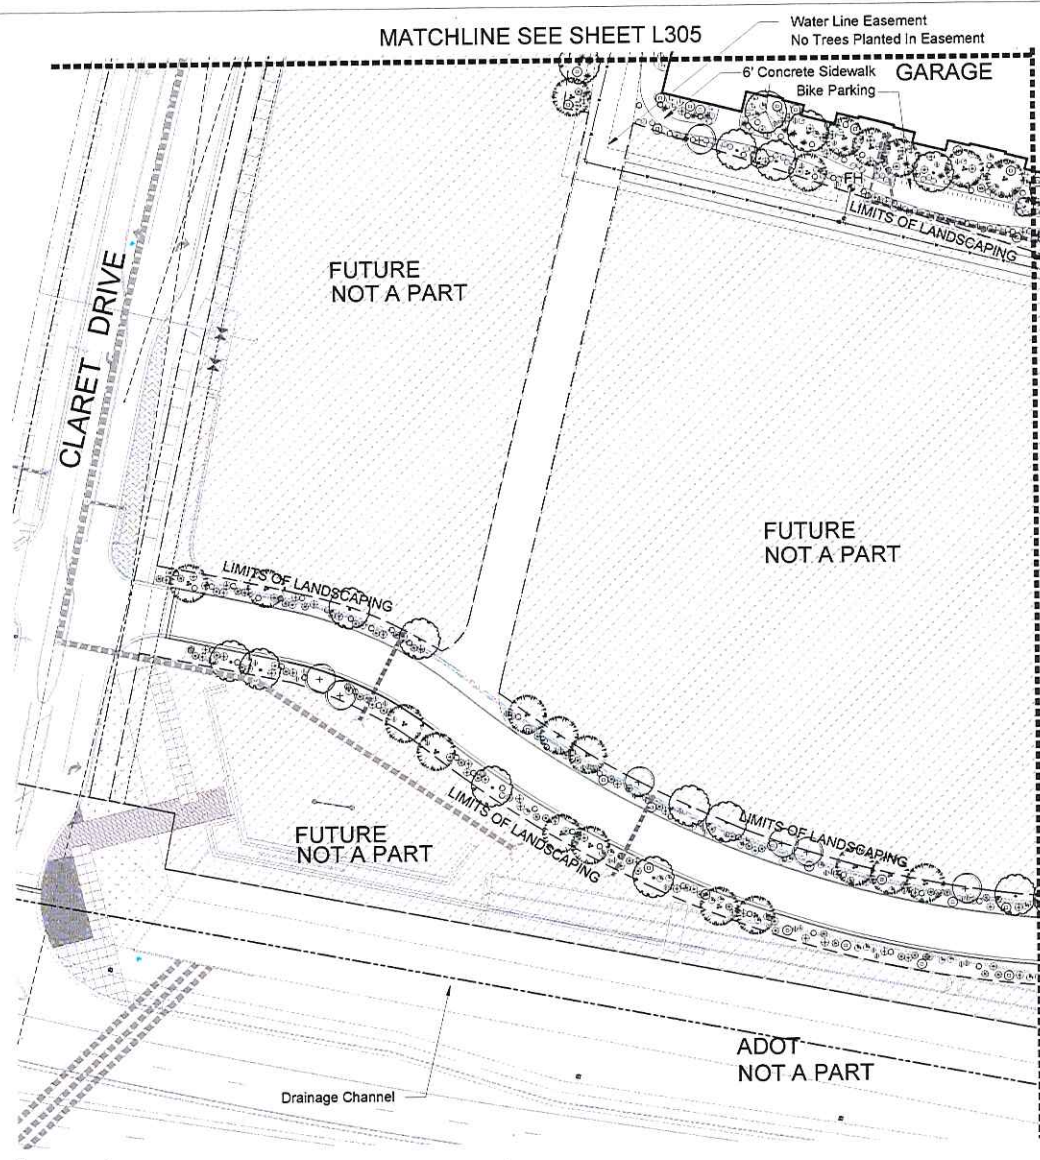 MATCHLINE SEE SHEET L305
Water Line Easement
No Trees Planted In Easement
6' Concrete Sidewalk
GARAGE
Bike Parking
FH
LIMITS OF LANDSCAPING
CLARET DRIVE
FUTURE
NOT A PART
FUTURE
NOT A PART
LIMITS OF LANDSCAPING
LIMITS OF LANDSCAPING
LIMITS OF LANDSCAPING
FUTURE
NOT A PART
ADOT
NOT A PART
Drainage Channel